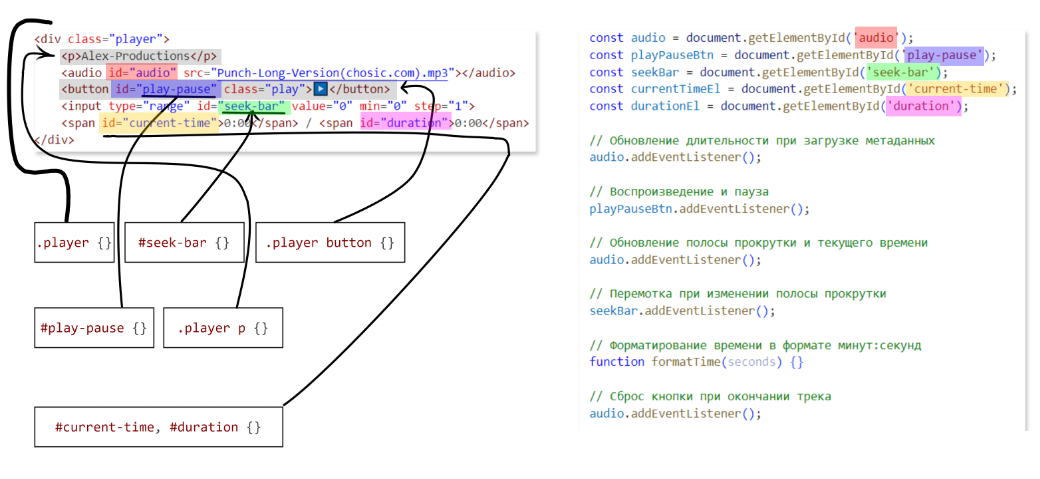 <div class="player">
<p>Alex-Productions</p>
<audio id="audio" src="Punch-Long-Version(chosic.com).mp3"></audio>
<button id="play-pause" class="play">▶</button>
<input type="range" id="seek-bar" value="0" min="0" step="1">
<span id="current-time">0:00</span> / <span id="duration">0:00</span>
</div>
.player {}
#seek-bar {}
.player button {}
#play-pause {}
.player p {}
#current-time, #duration {}
const audio = document.getElementById('audio');
const playPauseBtn = document.getElementById('play-pause');
const seekBar = document.getElementById('seek-bar');
const currentTimeEl = document.getElementById('current-time');
const durationEl = document.getElementById('duration');
// Обновление длительности при загрузке метаданных
audio.addEventListener();
// Воспроизведение и пауза
playPauseBtn.addEventListener();
// Обновление полосы прокрутки и текущего времени
audio.addEventListener();
// Перемотка при изменении полосы прокрутки
seekBar.addEventListener();
// Форматирование времени в формате минут:секунд
function formatTime(seconds) {}
// Сброс кнопки при окончании трека
audio.addEventListener();